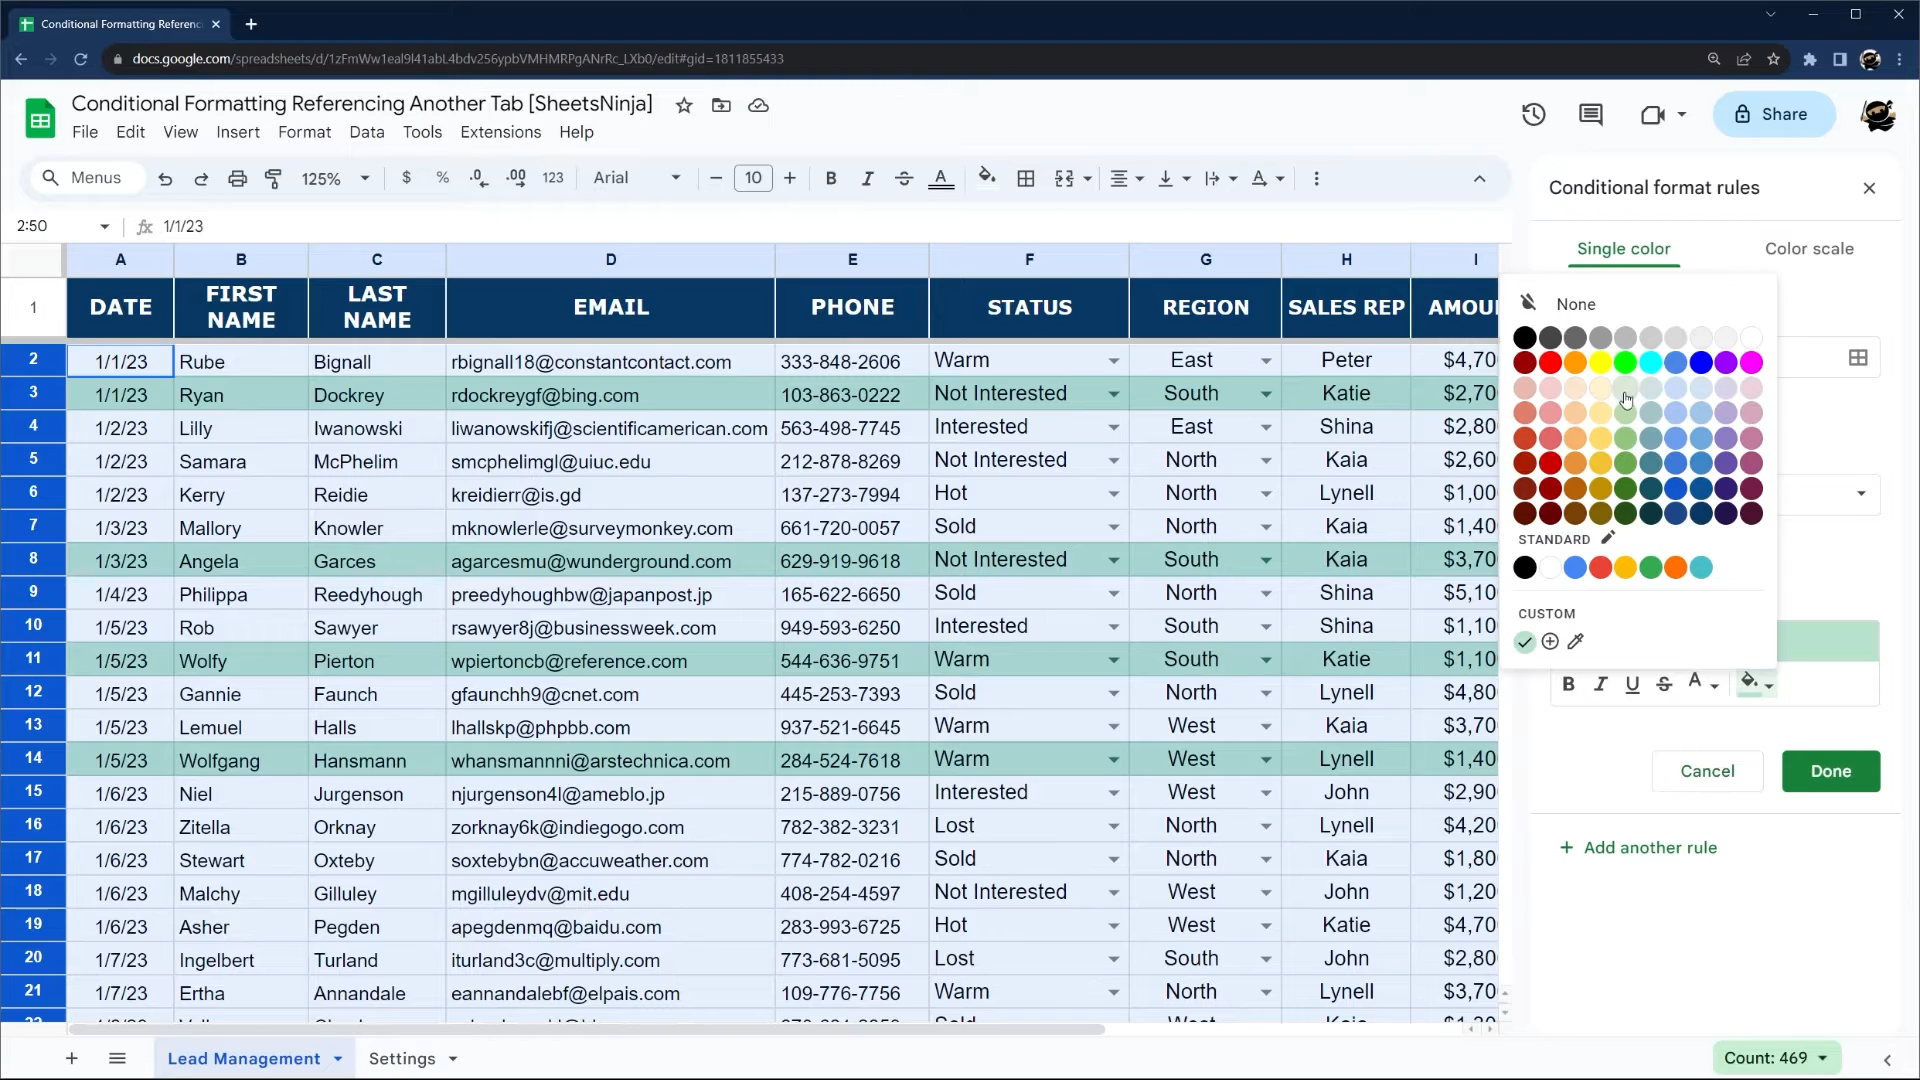 Conditional Formatting Referenc
docs.google.com/spreadsheets/d/1zFmWw1eal9l41abL4bdv256ypbVMHMRPgANrRc_LXb0/edit#gid=1811855433
Conditional Formatting Referencing Another Tab [SheetsNinja]
File Edit View Insert Format Data Tools Extensions Help
Share
Menus 125% $ % .0 .00 123 Arial 10 B I S A
2:50 fx 1/1/23
A B C D E F G H I
1 DATE FIRST NAME LAST NAME EMAIL PHONE STATUS REGION SALES REP AMOU
2 1/1/23 Rube Bignall rbignall18@constantcontact.com 333-848-2606 Warm East Peter $4,70
3 1/1/23 Ryan Dockrey rdockreygf@bing.com 103-863-0222 Not Interested South Katie $2,70
4 1/2/23 Lilly Iwanowski liwanowskifj@scientificamerican.com 563-498-7745 Interested East Shina $2,80
5 1/2/23 Samara McPhelim smcphelimgl@uiuc.edu 212-878-8269 Not Interested North Kaia $2,60
6 1/2/23 Kerry Reidie kreidierr@is.gd 137-273-7994 Hot North Lynell $1,00
7 1/3/23 Mallory Knowler mknowlerle@surveymonkey.com 661-720-0057 Sold North Kaia $1,40
8 1/3/23 Angela Garces agarcesmu@wunderground.com 629-919-9618 Not Interested South Kaia $3,70
9 1/4/23 Philippa Reedyhough preedyhoughbw@japanpost.jp 165-622-6650 Sold North Shina $5,10
10 1/5/23 Rob Sawyer rsawyer8j@businessweek.com 949-593-6250 Interested South Shina $1,10
11 1/5/23 Wolfy Pierton wpiertoncb@reference.com 544-636-9751 Warm South Katie $1,10
12 1/5/23 Gannie Faunch gfaunchh9@cnet.com 445-253-7393 Sold North Lynell $4,80
13 1/5/23 Lemuel Halls lhallskp@phpbb.com 937-521-6645 Warm West Kaia $3,70
14 1/5/23 Wolfgang Hansmann whansmannni@arstechnica.com 284-524-7618 Warm West Lynell $1,40
15 1/6/23 Niel Jurgenson njurgenson4l@ameblo.jp 215-889-0756 Interested West John $2,90
16 1/6/23 Zitella Orknay zorknay6k@indiegogo.com 782-382-3231 Lost North Lynell $4,20
17 1/6/23 Stewart Oxteby soxtebybn@accuweather.com 774-782-0216 Sold North Kaia $1,80
18 1/6/23 Malchy Gilluley mgilluleydv@mit.edu 408-254-4597 Not Interested West John $1,20
19 1/6/23 Asher Pegden apegdenmq@baidu.com 283-993-6725 Hot West Katie $4,70
20 1/7/23 Ingelbert Turland iturland3c@multiply.com 773-681-5095 Lost South John $2,80
21 1/7/23 Ertha Annandale eannandalebf@elpais.com 109-776-7756 Warm North Lynell $3,70
Lead Management Settings
Count: 469
Conditional format rules
Single color Color scale
None
STANDARD
CUSTOM
B I U S A
Cancel Done
+ Add another rule